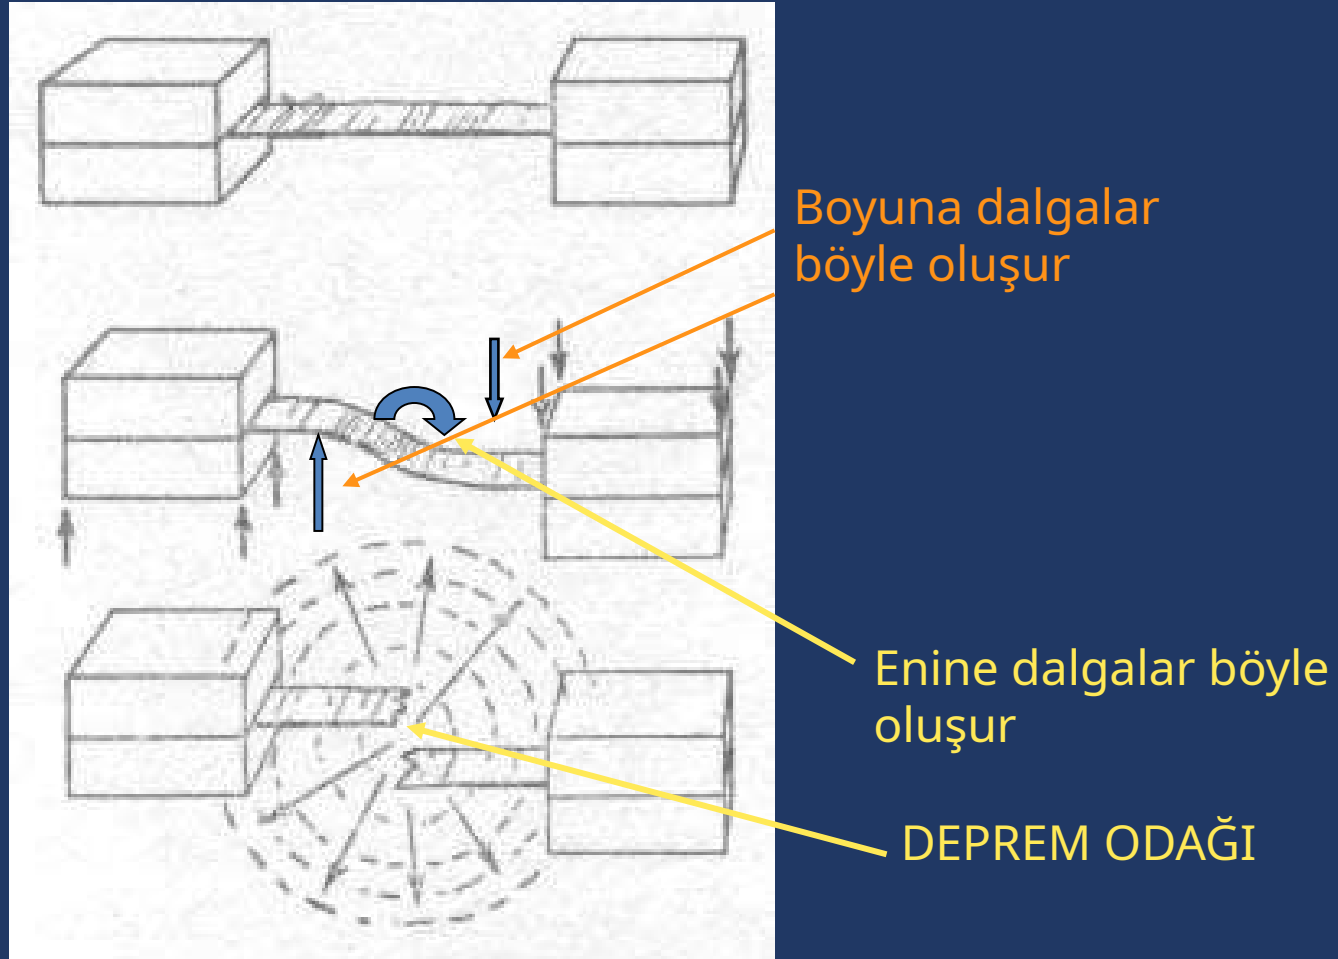 Boyuna dalgalar
böyle oluşur
Enine dalgalar böyle
oluşur
DEPREM ODAĞI